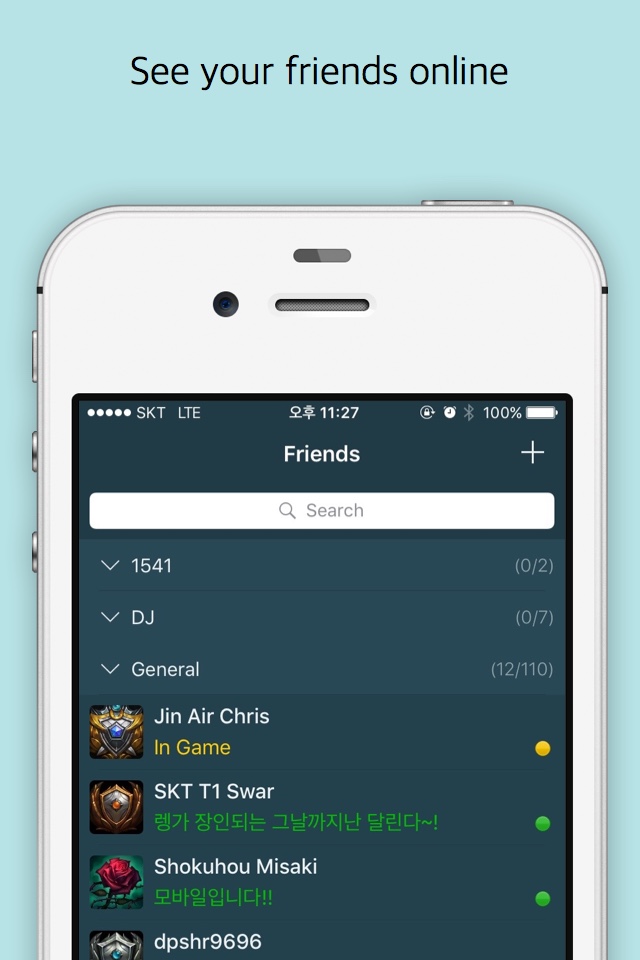 See your friends online
SKT LTE 오후 11:27 100%
Friends
Search
1541 (0/2)
DJ (0/7)
General (12/110)
Jin Air Chris
In Game
SKT T1 Swar
렝가 장인되는 그날까지난 달린다~!
Shokuhou Misaki
모바일입니다!!
dpshr9696